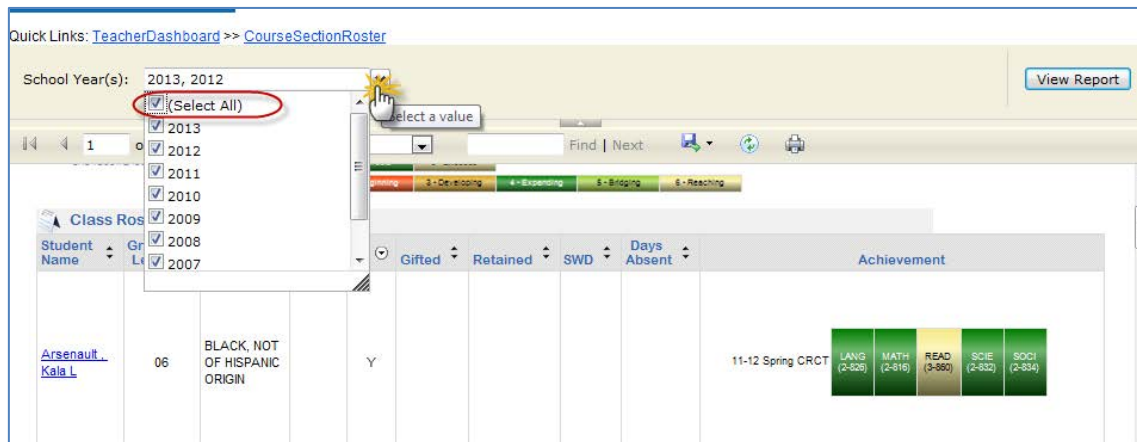 Quick Links: TeacherDashboard >> CourseSectionRoster
School Year(s): 2013, 2012
View Report
(Select All)
Select a value
2013
1
Find | Next
2012
2011
3 - Developing 4 - Expanding 5 - Bridging 6 - Reaching
2010
2009
Class Ros
2008
Student Name
Gr Le
Gifted
Retained
SWD
Days Absent
Achievement
2007
Arsenault, Kala L
06
BLACK, NOT OF HISPANIC ORIGIN
Y
11-12 Spring CRCT
LANG (2-826)
MATH (2-816)
READ (3-860)
SCIE (2-832)
SOCI (2-834)